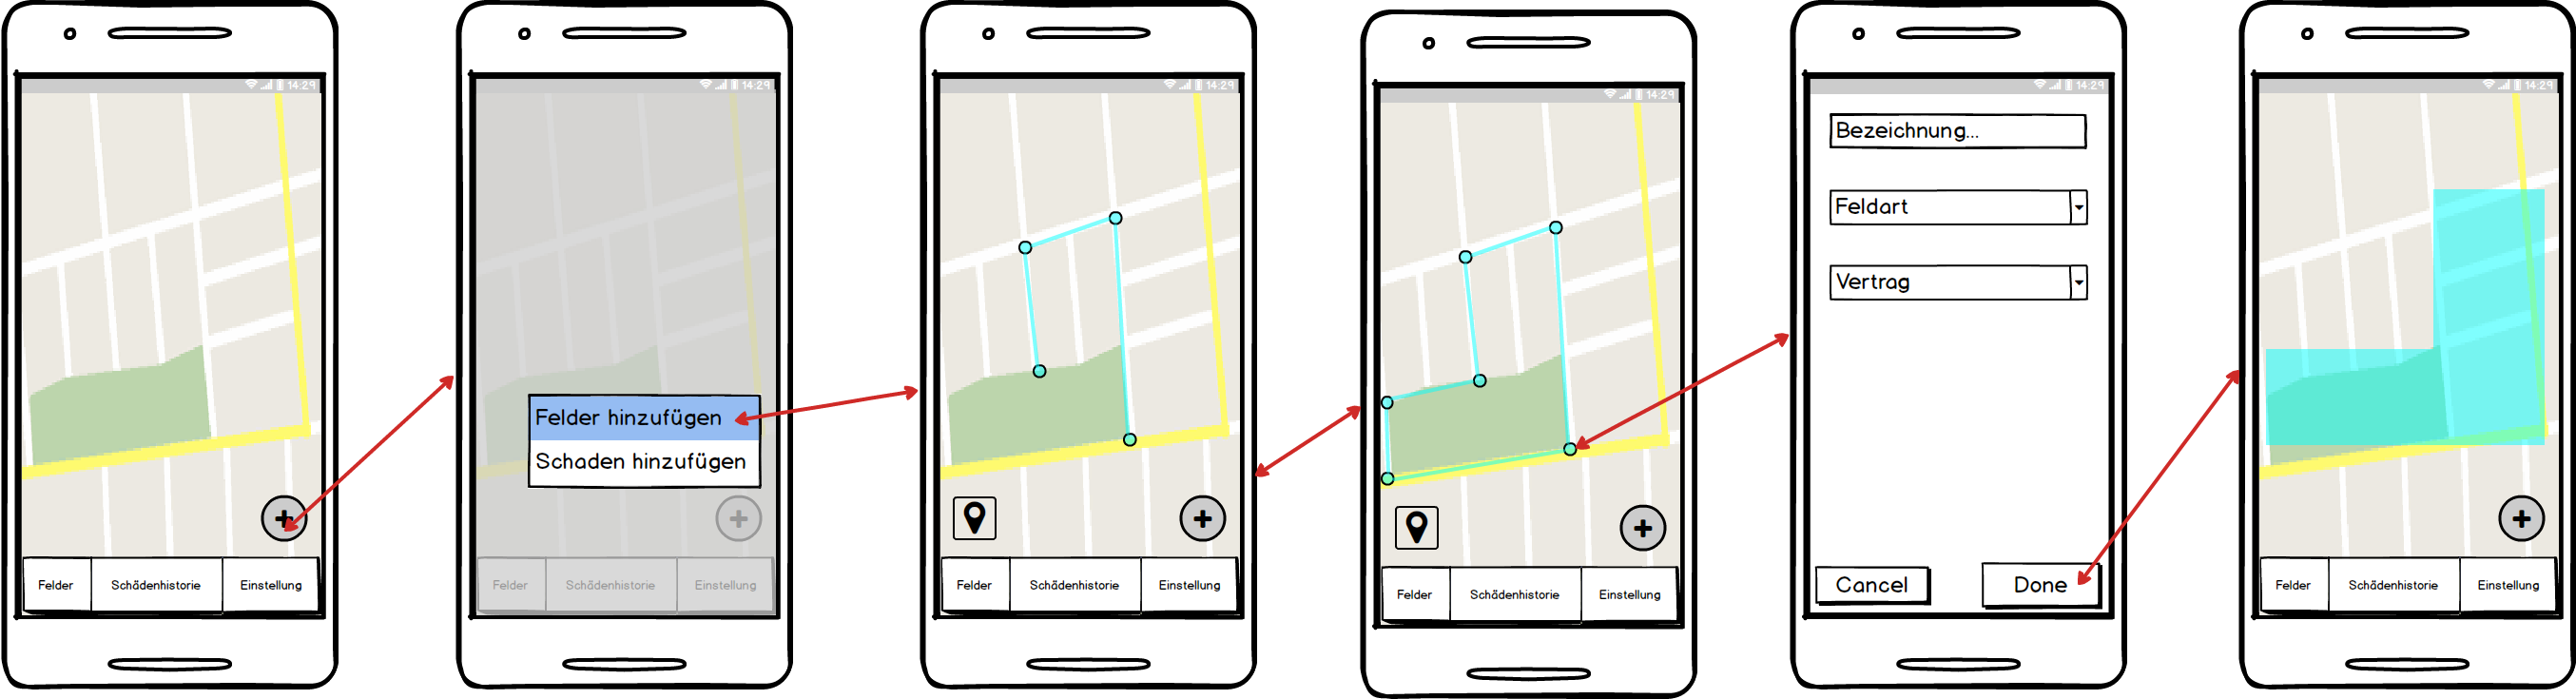 14:29
Felder
Schädenhistorie
Einstellung
14:29
Felder hinzufügen
Schaden hinzufügen
Felder
Schädenhistorie
Einstellung
14:29
Felder
Schädenhistorie
Einstellung
14:29
Felder
Schädenhistorie
Einstellung
14:29
Bezeichnung...
Feldart
Vertrag
Cancel
Done
14:29
Felder
Schädenhistorie
Einstellung